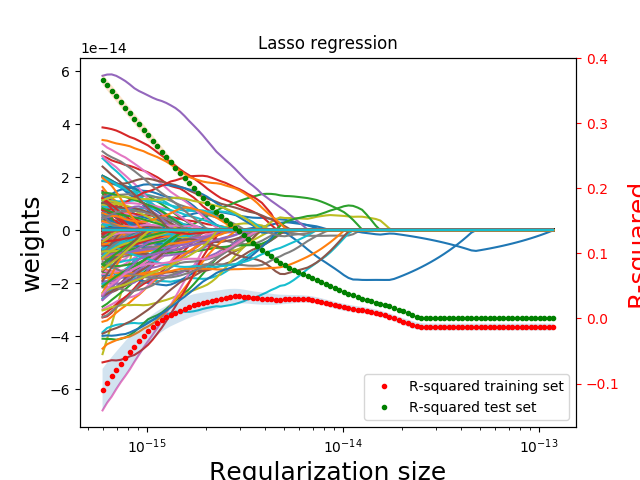 Lasso regression
1e−14
6
4
2
0
−2
−4
−6
weights
0.4
0.3
0.2
0.1
0.0
−0.1
R-squared
R-squared training set
R-squared test set
10⁻¹⁵
10⁻¹⁴
10⁻¹³
Regularization size